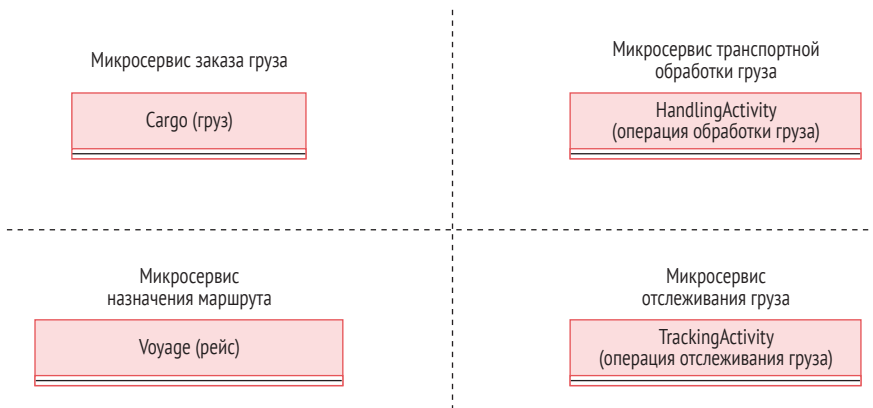 Микросервис заказа груза
Cargo (груз)
Микросервис транспортной
обработки груза
HandlingActivity
(операция обработки груза)
Микросервис
назначения маршрута
Voyage (рейс)
Микросервис
отслеживания груза
TrackingActivity
(операция отслеживания груза)